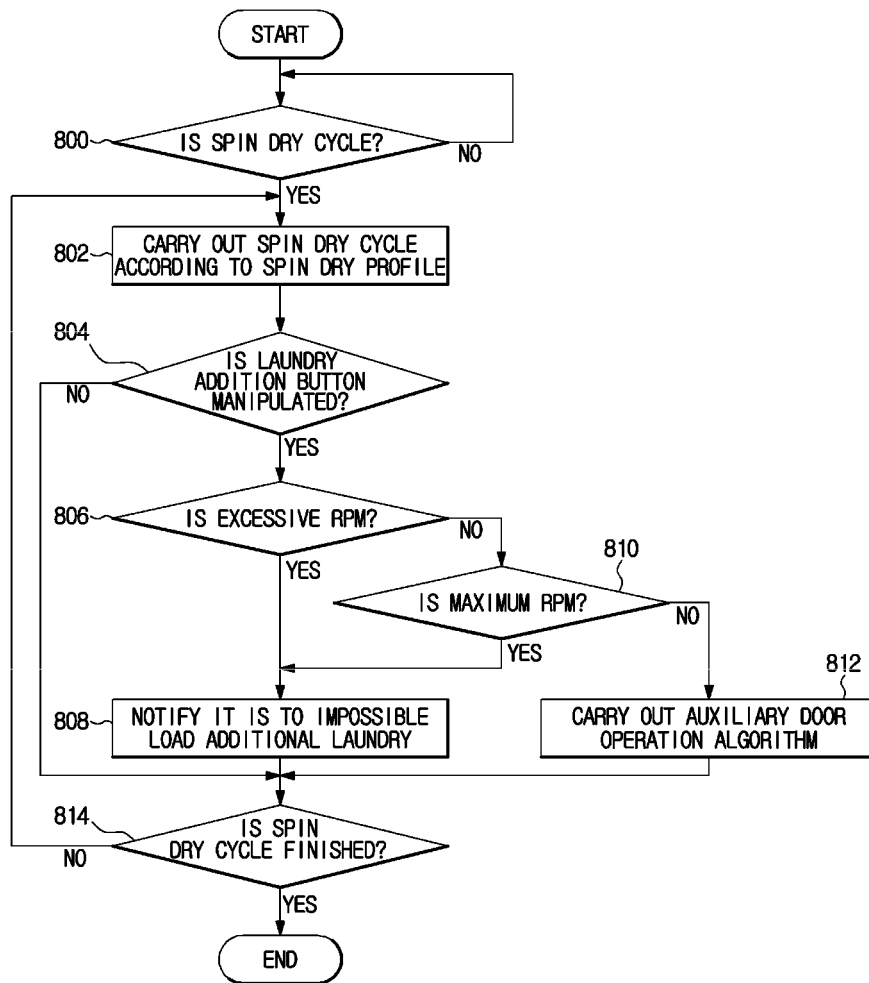 START
800
IS SPIN DRY CYCLE?
NO
YES
802
CARRY OUT SPIN DRY CYCLE
ACCORDING TO SPIN DRY PROFILE
804
IS LAUNDRY
ADDITION BUTTON
MANIPULATED?
NO
YES
806
IS EXCESSIVE RPM?
NO
YES
810
IS MAXIMUM RPM?
NO
YES
808
NOTIFY IT IS TO IMPOSSIBLE
LOAD ADDITIONAL LAUNDRY
812
CARRY OUT AUXILIARY DOOR
OPERATION ALGORITHM
814
IS SPIN
DRY CYCLE FINISHED?
NO
YES
END